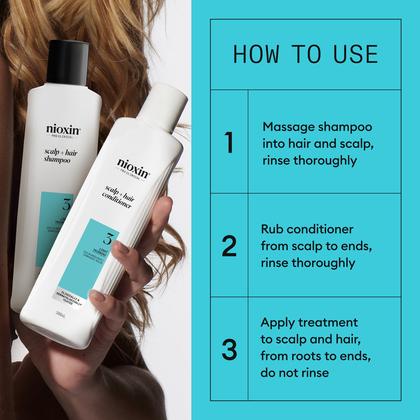 HOW TO USE
1
Massage shampoo
into hair and scalp,
rinse thoroughly
2
Rub conditioner
from scalp to ends,
rinse thoroughly
3
Apply treatment
to scalp and hair,
from roots to ends,
do not rinse
nioxin
scalp + hair
shampoo
3
nioxin
scalp + hair
conditioner
3